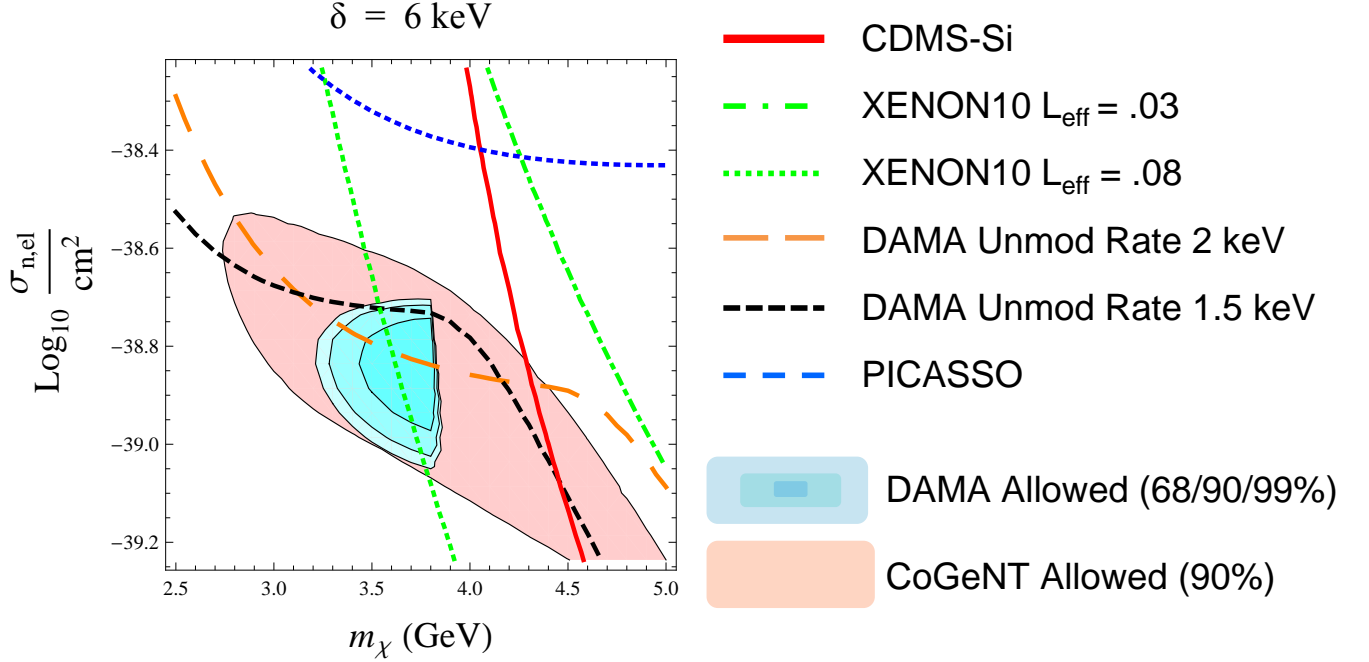 δ = 6 keV
Log10 σn,el / cm2
−38.4
−38.6
−38.8
−39.0
−39.2
2.5 3.0 3.5 4.0 4.5 5.0
mχ (GeV)
CDMS-Si
XENON10 Leff = .03
XENON10 Leff = .08
DAMA Unmod Rate 2 keV
DAMA Unmod Rate 1.5 keV
PICASSO
DAMA Allowed (68/90/99%)
CoGeNT Allowed (90%)